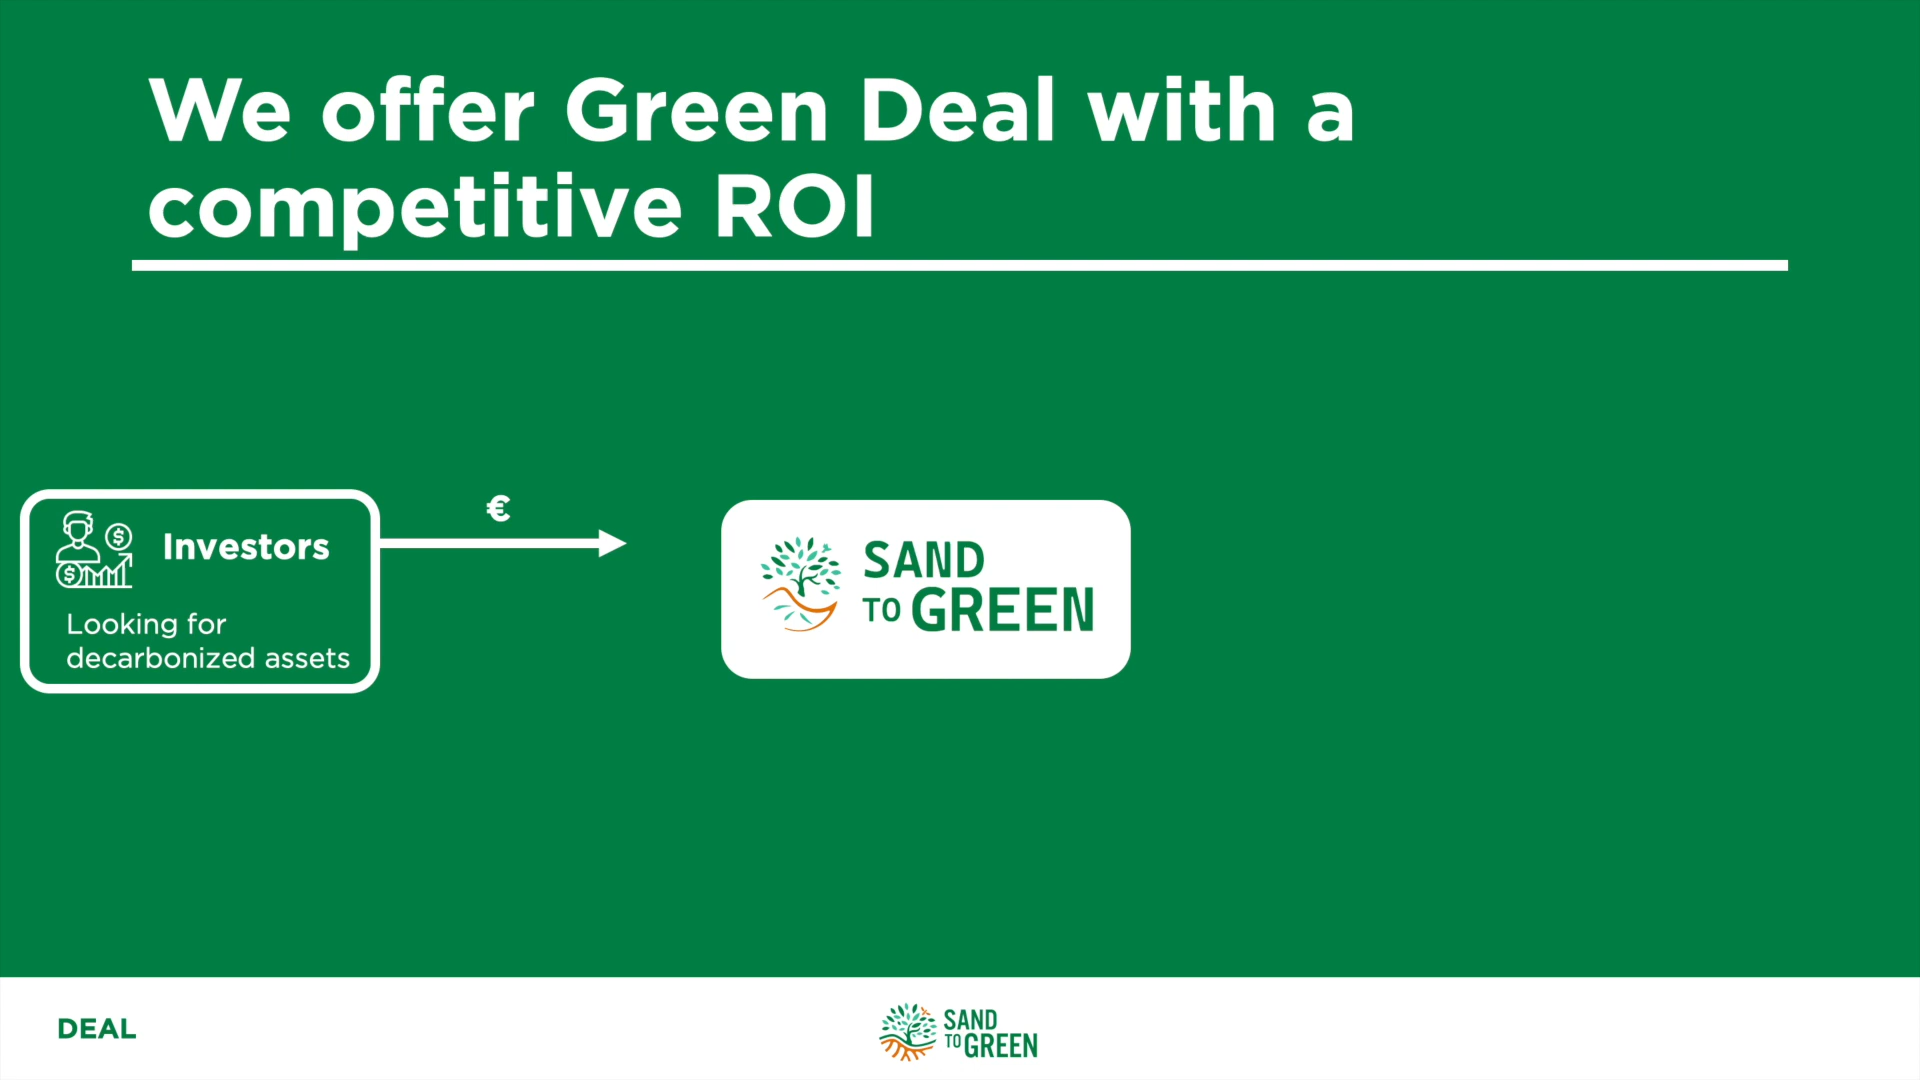 We offer Green Deal with a
competitive ROI
€
Investors
Looking for
decarbonized assets
SAND
TO GREEN
DEAL
SAND
TO GREEN